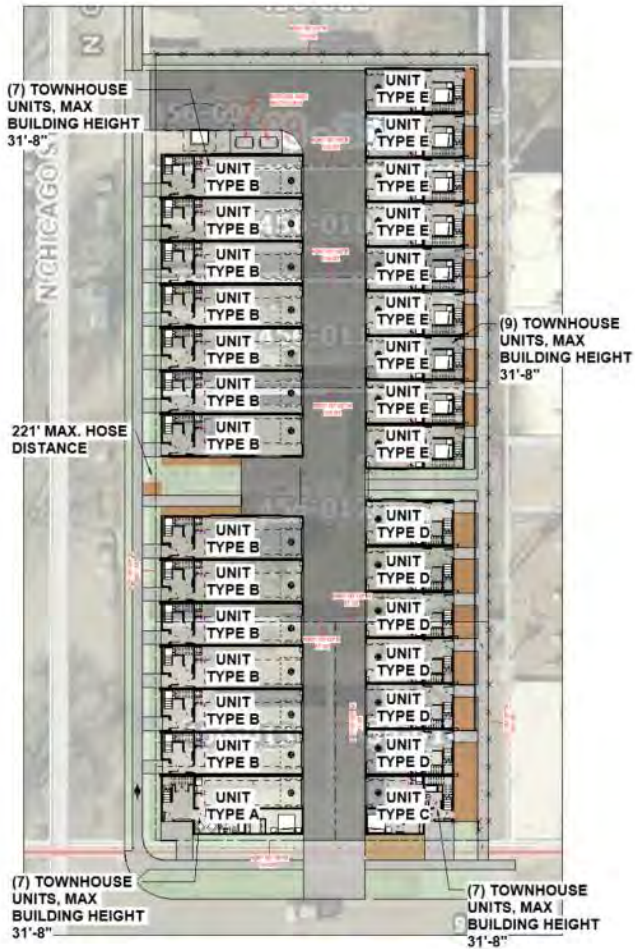 (7) TOWNHOUSE
UNITS, MAX
BUILDING HEIGHT
31'-8"
N CHICAGO S
UNIT
TYPE E
UNIT
TYPE E
UNIT
TYPE E
UNIT
TYPE E
UNIT
TYPE E
UNIT
TYPE E
UNIT
TYPE E
UNIT
TYPE E
UNIT
TYPE E
UNIT
TYPE B
UNIT
TYPE B
UNIT
TYPE B
UNIT
TYPE B
UNIT
TYPE B
UNIT
TYPE B
UNIT
TYPE B
(9) TOWNHOUSE
UNITS, MAX
BUILDING HEIGHT
31'-8"
221' MAX. HOSE
DISTANCE
UNIT
TYPE B
UNIT
TYPE B
UNIT
TYPE B
UNIT
TYPE B
UNIT
TYPE B
UNIT
TYPE B
UNIT
TYPE A
UNIT
TYPE D
UNIT
TYPE D
UNIT
TYPE D
UNIT
TYPE D
UNIT
TYPE D
UNIT
TYPE D
UNIT
TYPE C
(7) TOWNHOUSE
UNITS, MAX
BUILDING HEIGHT
31'-8"
(7) TOWNHOUSE
UNITS, MAX
BUILDING HEIGHT
31'-8"